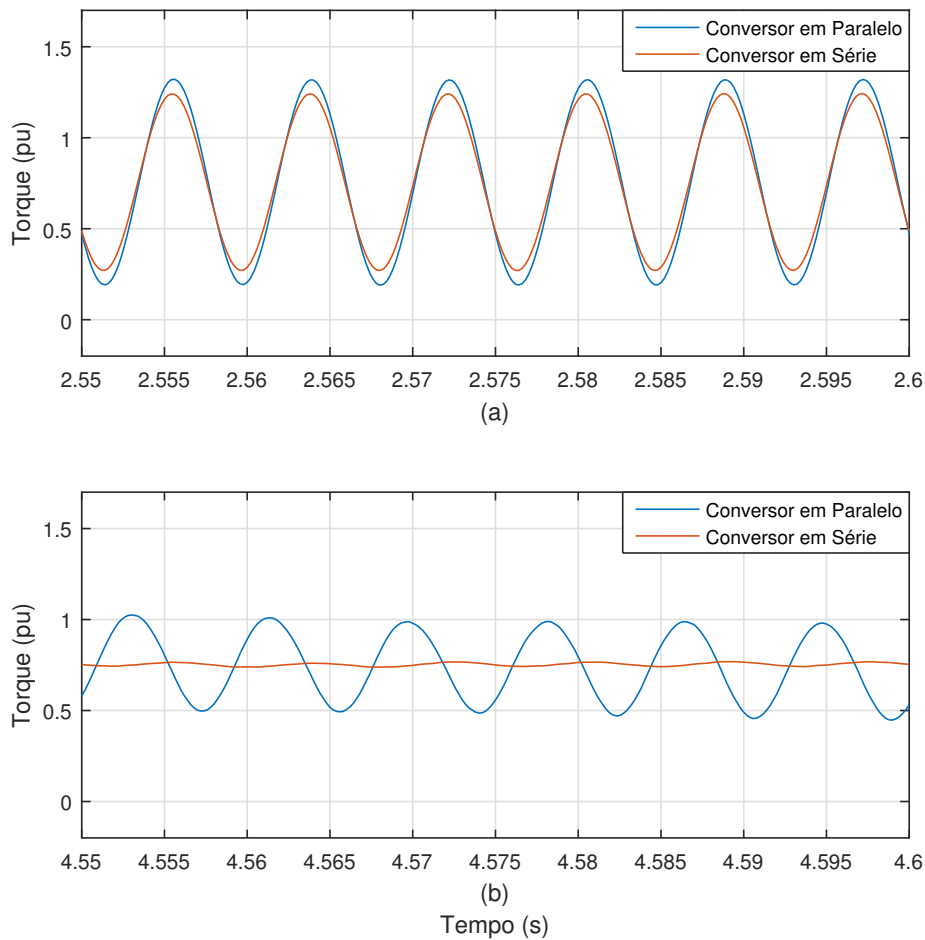 Conversor em Paralelo
Conversor em Série
1.5
1
0.5
0
Torque (pu)
2.55 2.555 2.56 2.565 2.57 2.575 2.58 2.585 2.59 2.595 2.6
(a)
Conversor em Paralelo
Conversor em Série
1.5
1
0.5
0
Torque (pu)
4.55 4.555 4.56 4.565 4.57 4.575 4.58 4.585 4.59 4.595 4.6
(b)
Tempo (s)